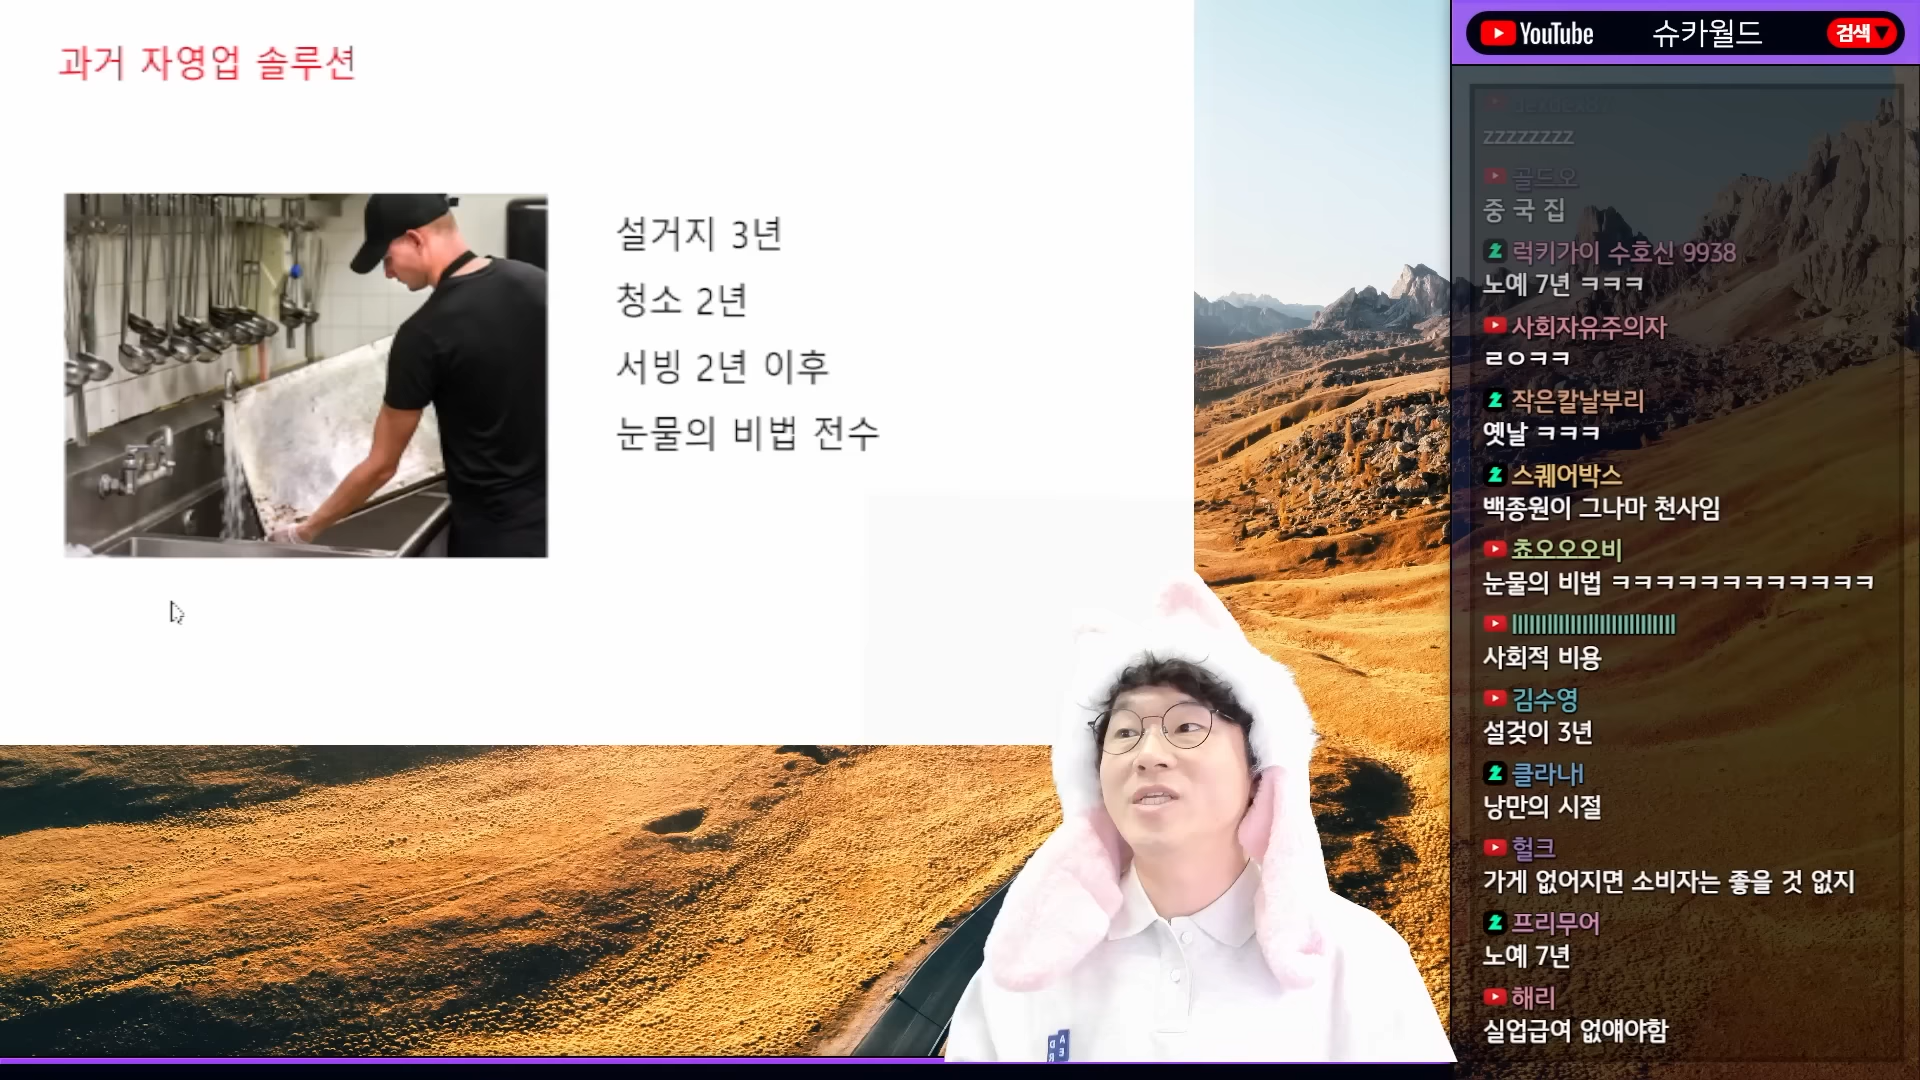 과거 자영업 솔루션
설거지 3년
청소 2년
서빙 2년 이후
눈물의 비법 전수
YouTube 슈카월드 검색▼
zzzzzzzz
골드오
중 국 집
럭키가이 수호신 9938
노예 7년 ㅋㅋㅋ
사회자유주의자
ㄹㅇㅋㅋ
작은칼날부리
옛날 ㅋㅋㅋ
스퀘어박스
백종원이 그나마 천사임
쵸오오오비
눈물의 비법 ㅋㅋㅋㅋㅋㅋㅋㅋㅋㅋㅋㅋ
사회적 비용
김수영
설겆이 3년
클라내
낭만의 시절
헐크
가게 없어지면 소비자는 좋을 것 없지
프리무어
노예 7년
해리
실업급여 없애야함